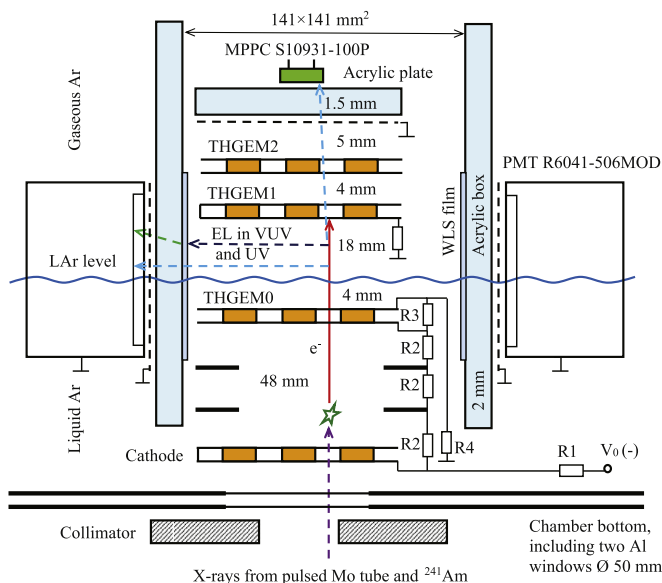 141×141 mm²
MPPC S10931-100P
Acrylic plate
1.5 mm
Gaseous Ar
5 mm
THGEM2
4 mm
PMT R6041-506MOD
THGEM1
WLS film
Acrylic box
EL in VUV
and UV
18 mm
LAr level
THGEM0
4 mm
R3
R2
e-
48 mm
R2
2 mm
Liquid Ar
R2
R4
Cathode
R1
V₀ (-)
Collimator
Chamber bottom,
including two Al
windows Ø 50 mm
X-rays from pulsed Mo tube and ²⁴¹Am